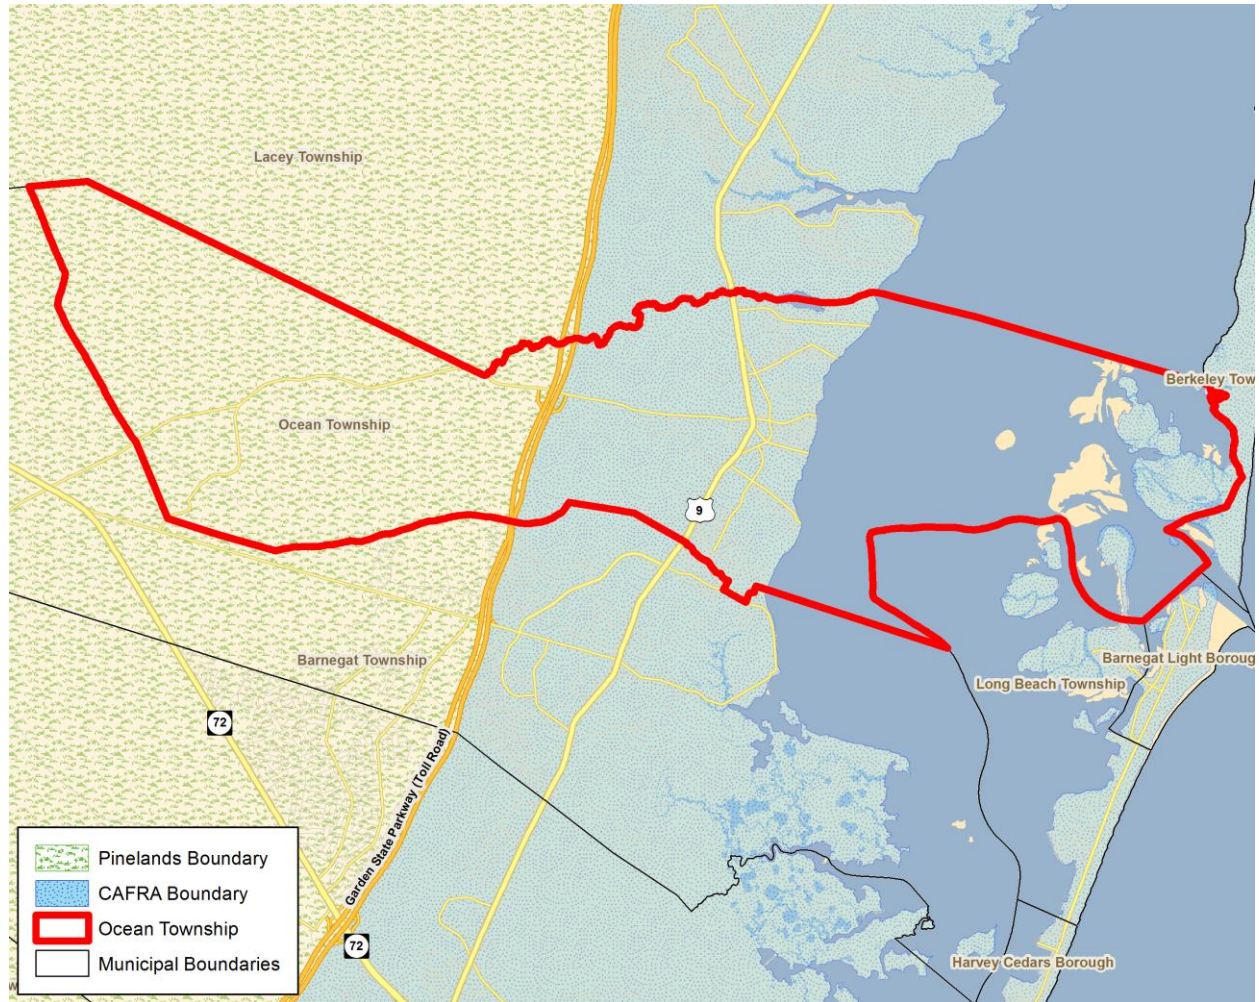 Lacey Township
Berkeley Tow
Ocean Township
9
Barnegat Township
Barnegat Light Boroug
Long Beach Township
72
Garden State Parkway (Toll Road)
Pinelands Boundary
CAFRA Boundary
Ocean Township
Municipal Boundaries
72
Harvey Cedars Borough